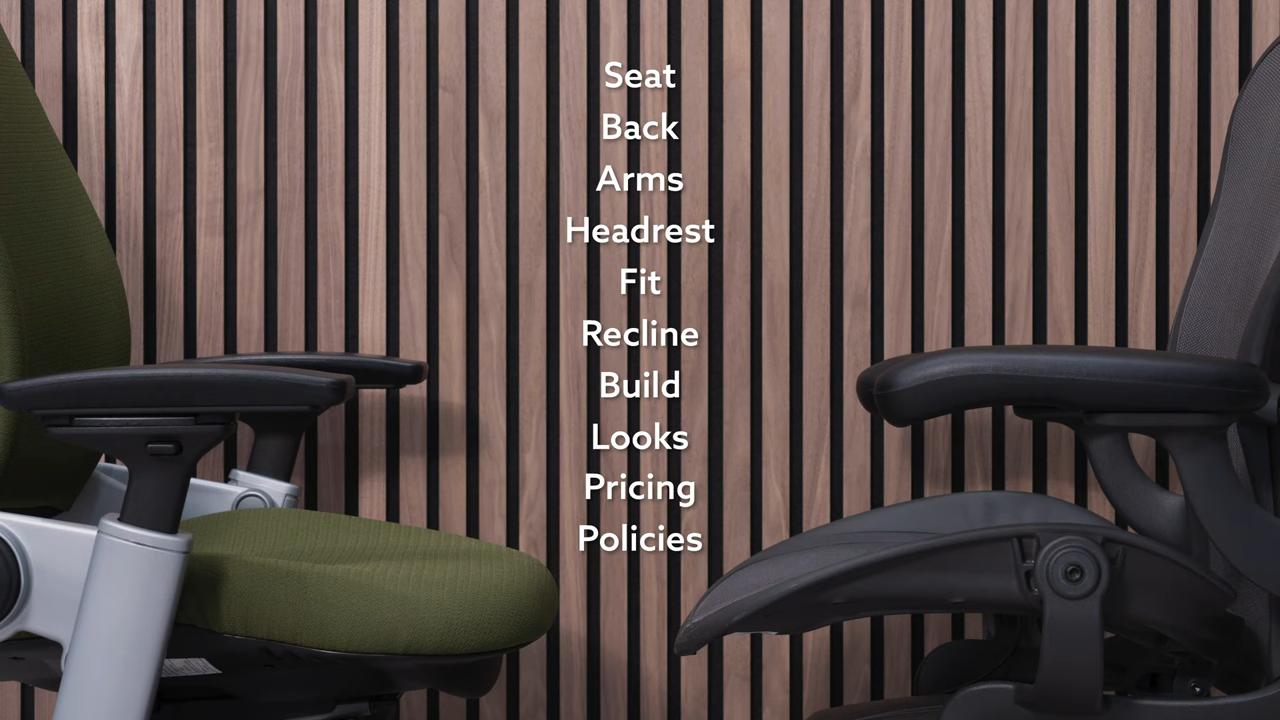 Seat
Back
Arms
Headrest
Fit
Recline
Build
Looks
Pricing
Policies